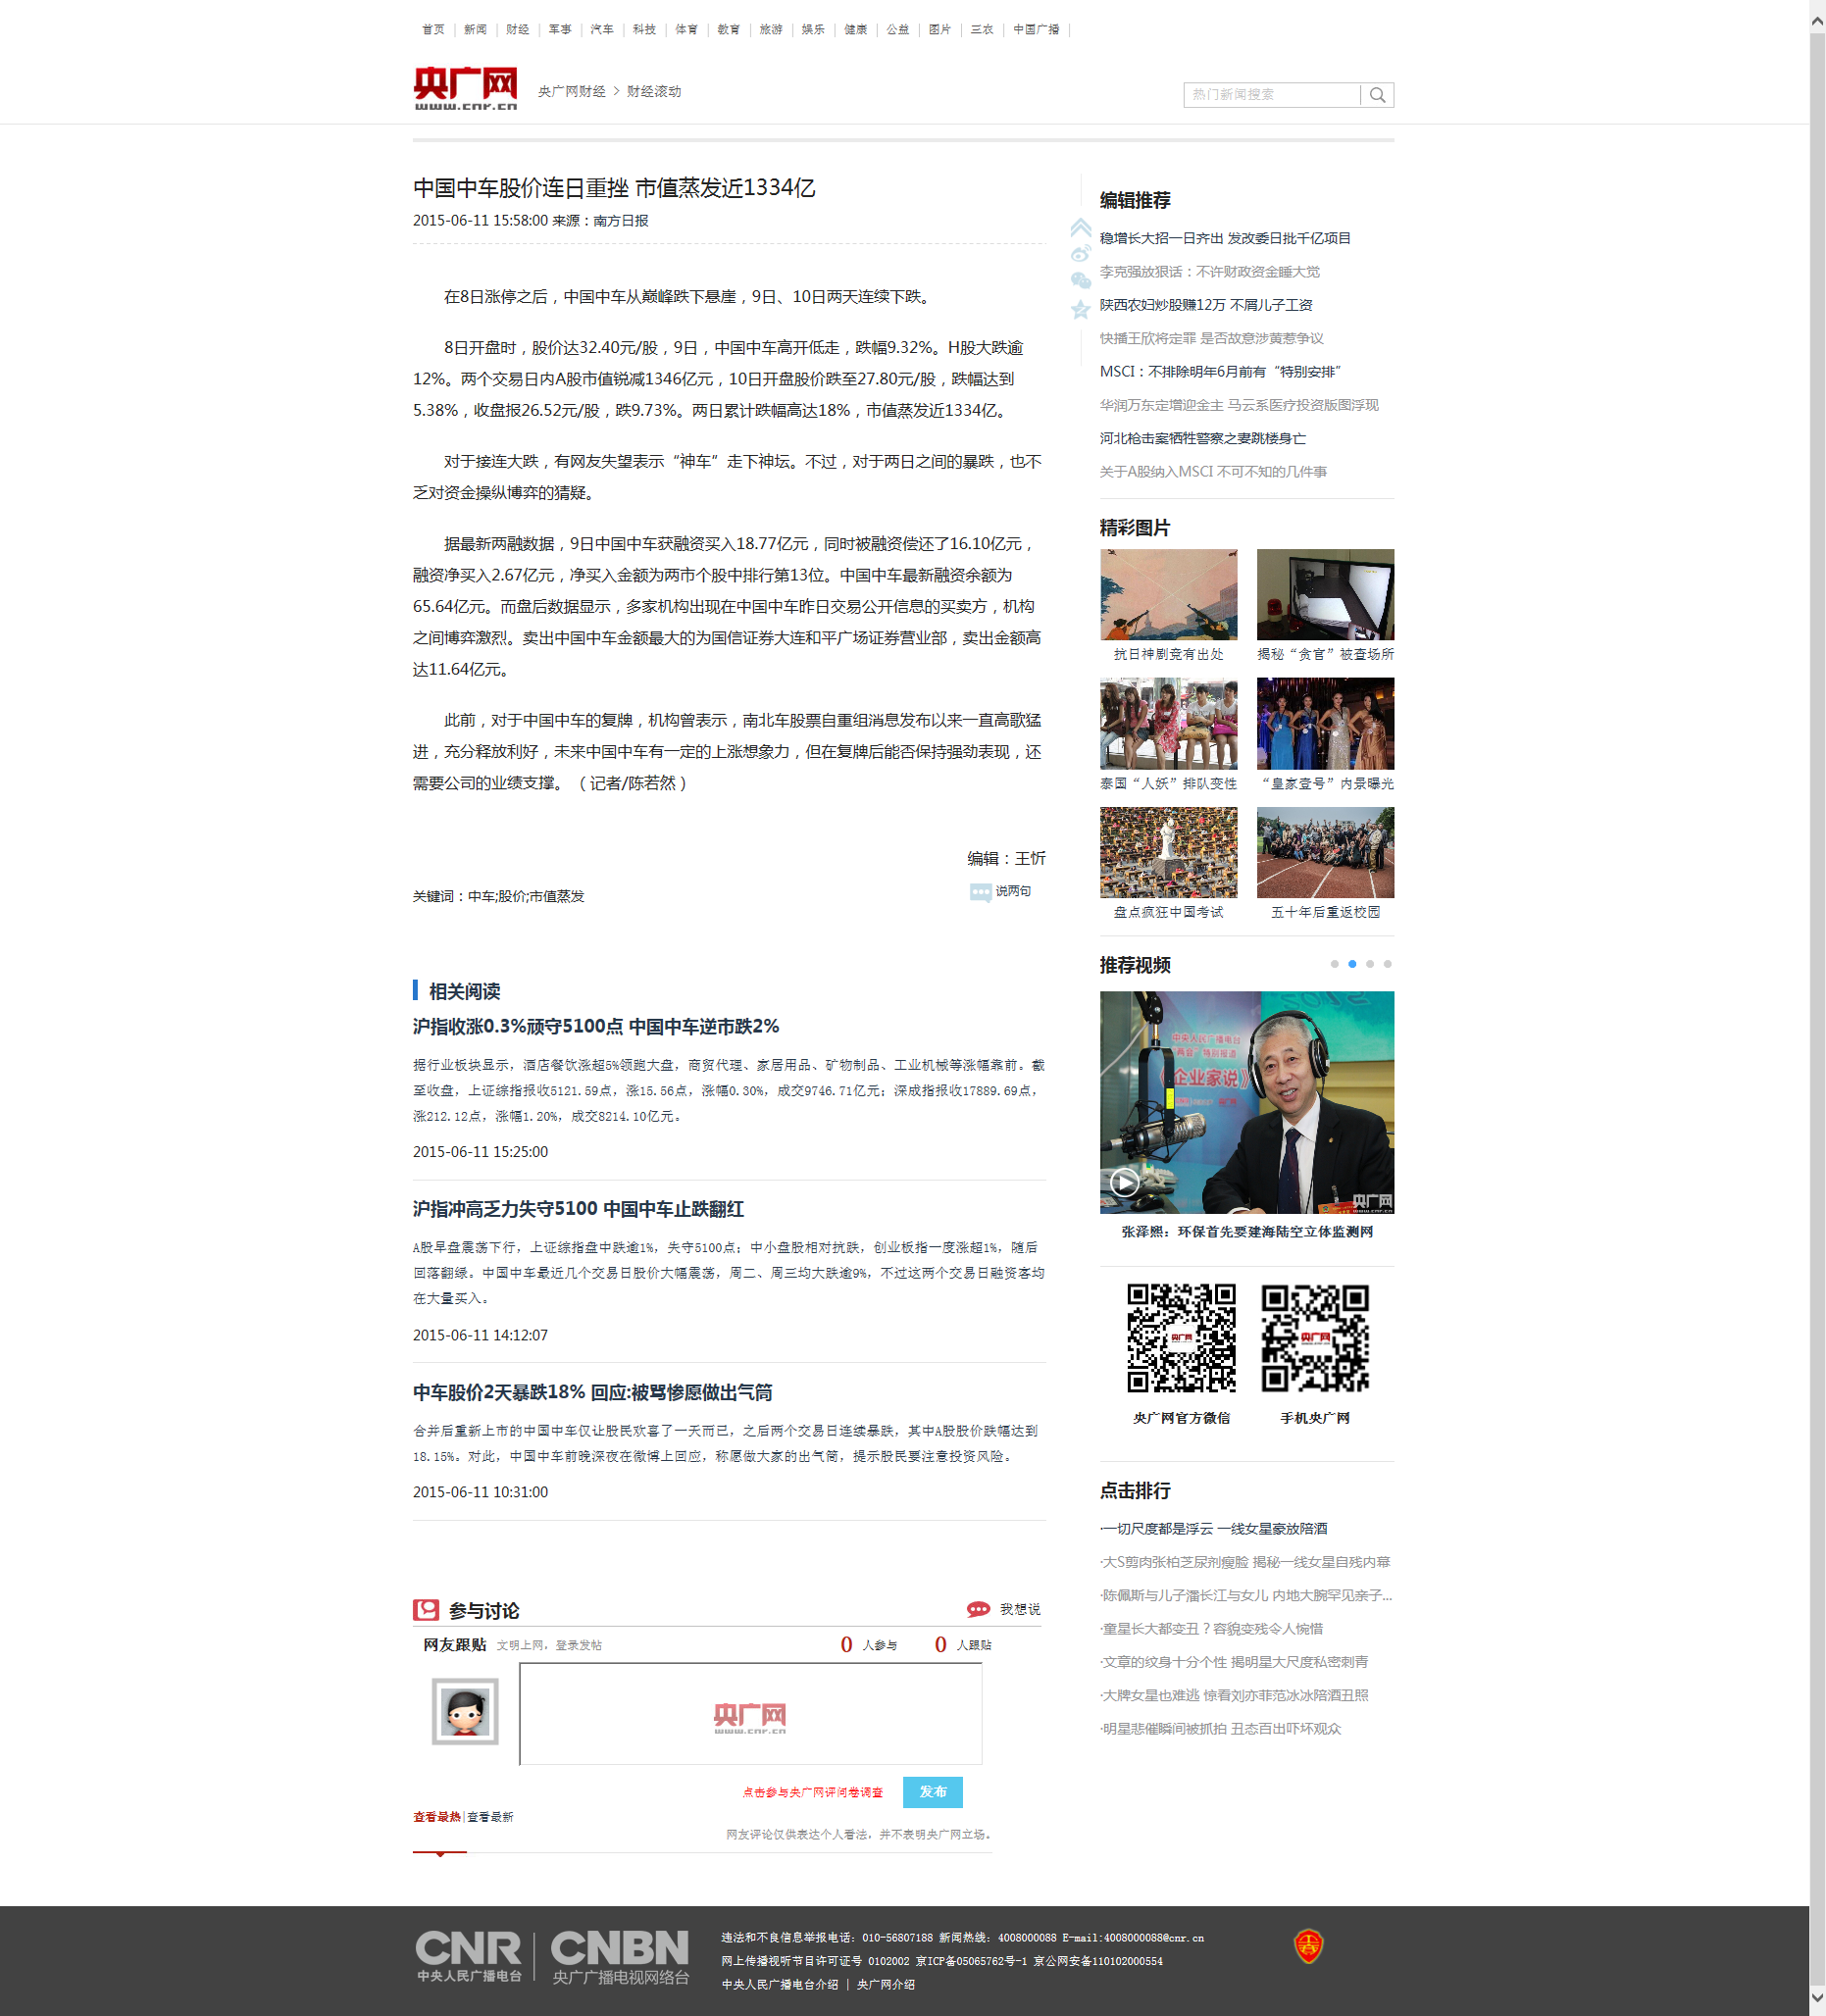 首页 新闻 财经 军事 汽车 科技 体育 教育 旅游 娱乐 健康 公益 图片 三农 中国广播
央广网
www.cnr.cn
央广网财经 > 财经滚动
热门新闻搜索
中国中车股价连日重挫 市值蒸发近1334亿
2015-06-11 15:58:00 来源：南方日报
在8日涨停之后，中国中车从巅峰跌下悬崖，9日、10日两天连续下跌。
8日开盘时，股价达32.40元/股，9日，中国中车高开低走，跌幅9.32%。H股大跌逾
12%。两个交易日内A股市值锐减1346亿元，10日开盘股价跌至27.80元/股，跌幅达到
5.38%，收盘报26.52元/股，跌9.73%。两日累计跌幅高达18%，市值蒸发近1334亿。
对于接连大跌，有网友失望表示“神车”走下神坛。不过，对于两日之间的暴跌，也不
乏对资金操纵博弈的猜疑。
据最新两融数据，9日中国中车获融资买入18.77亿元，同时被融资偿还了16.10亿元，
融资净买入2.67亿元，净买入金额为两市个股中排行第13位。中国中车最新融资余额为
65.64亿元。而盘后数据显示，多家机构出现在中国中车昨日交易公开信息的买卖方，机构
之间博弈激烈。卖出中国中车金额最大的为国信证券大连和平广场证券营业部，卖出金额高
达11.64亿元。
此前，对于中国中车的复牌，机构曾表示，南北车股票自重组消息发布以来一直高歌猛
进，充分释放利好，未来中国中车有一定的上涨想象力，但在复牌后能否保持强劲表现，还
需要公司的业绩支撑。（记者/陈若然）
编辑：王忻
关键词：中车;股价;市值蒸发
说两句
相关阅读
沪指收涨0.3%顽守5100点 中国中车逆市跌2%
据行业板块显示，酒店餐饮涨超5%领跑大盘，商贸代理、家居用品、矿物制品、工业机械等涨幅靠前。截
至收盘，上证综指报收5121.59点，涨15.56点，涨幅0.30%，成交9746.71亿元；深成指报收17889.69点，
涨212.12点，涨幅1.20%，成交8214.10亿元。
2015-06-11 15:25:00
沪指冲高乏力失守5100 中国中车止跌翻红
A股早盘震荡下行，上证综指盘中跌逾1%，失守5100点；中小盘股相对抗跌，创业板指一度涨超1%，随后
回落翻绿。中国中车最近几个交易日股价大幅震荡，周二、周三均大跌逾9%，不过这两个交易日融资客均
在大量买入。
2015-06-11 14:12:07
中车股价2天暴跌18% 回应:被骂惨愿做出气筒
合并后重新上市的中国中车仅让股民欢喜了一天而已，之后两个交易日连续暴跌，其中A股股价跌幅达到
18.15%。对此，中国中车前晚深夜在微博上回应，称愿做大家的出气筒，提示股民要注意投资风险。
2015-06-11 10:31:00
参与讨论
我想说
网友跟贴 文明上网，登录发帖 0 人参与 0 人跟贴
央广网
www.cnr.cn
点击参与央广网评问卷调查 发布
查看最热|查看最新
网友评论仅供表达个人看法，并不表明央广网立场。
编辑推荐
稳增长大招一日齐出 发改委日批千亿项目
李克强放狠话：不许财政资金睡大觉
陕西农妇炒股赚12万 不屑儿子工资
快播王欣将定罪 是否故意涉黄惹争议
MSCI：不排除明年6月前有“特别安排”
华润万东定增迎金主 马云系医疗投资版图浮现
河北枪击案牺牲警察之妻跳楼身亡
关于A股纳入MSCI 不可不知的几件事
精彩图片
抗日神剧竟有出处 揭秘“贪官”被查场所
泰国“人妖”排队变性 “皇家壹号”内景曝光
盘点疯狂中国考试 五十年后重返校园
推荐视频
2015
中央人民广播电台
“两会”特别报道
《企业家说》
央广网
www.cnr.cn
张泽熙：环保首先要建海陆空立体监测网
央广网 央广网
央广网官方微信 手机央广网
点击排行
·一切尺度都是浮云 一线女星豪放陪酒
·大S剪肉张柏芝尿剂瘦脸 揭秘一线女星自残内幕
·陈佩斯与儿子潘长江与女儿 内地大腕罕见亲子...
·童星长大都变丑？容貌变残令人惋惜
·文章的纹身十分个性 揭明星大尺度私密刺青
·大牌女星也难逃 惊看刘亦菲范冰冰陪酒丑照
·明星悲催瞬间被抓拍 丑态百出吓坏观众
CNR
中央人民广播电台
CNBN
央广广播电视网络台
违法和不良信息举报电话：010-56807188 新闻热线：4008000088 E-mail:4008000088@cnr.cn
网上传播视听节目许可证号 0102002 京ICP备05065762号-1 京公网安备110102000554
中央人民广播电台介绍 | 央广网介绍